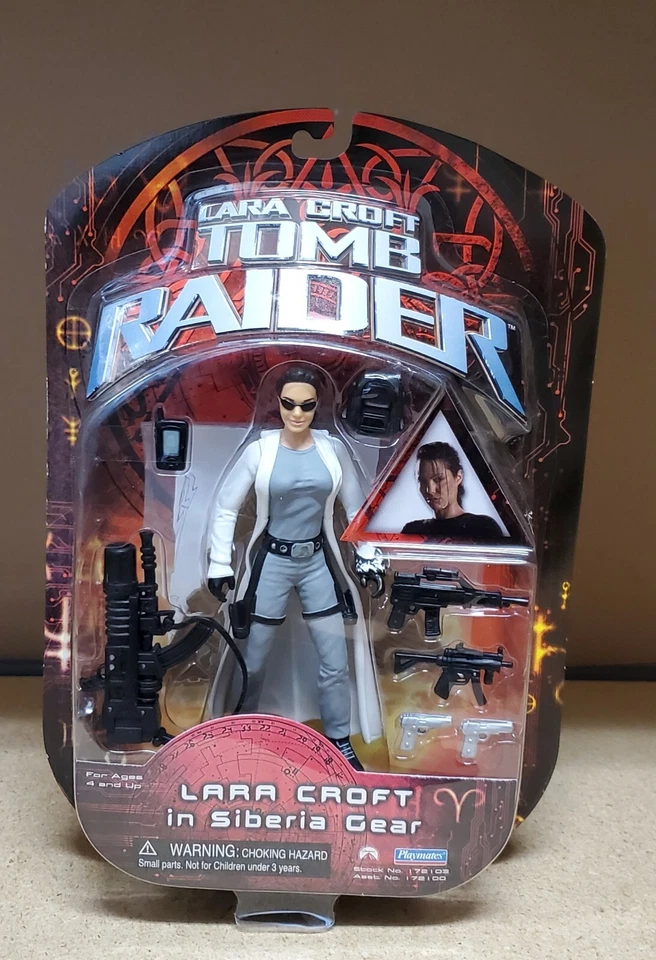 LARA CROFT
TOMB
RAIDER™
For Ages
4 and Up
LARA CROFT
in Siberia Gear
WARNING: CHOKING HAZARD
Small parts. Not for Children under 3 years.
Playmates
Stock No. 172103
Asst. No. 172100